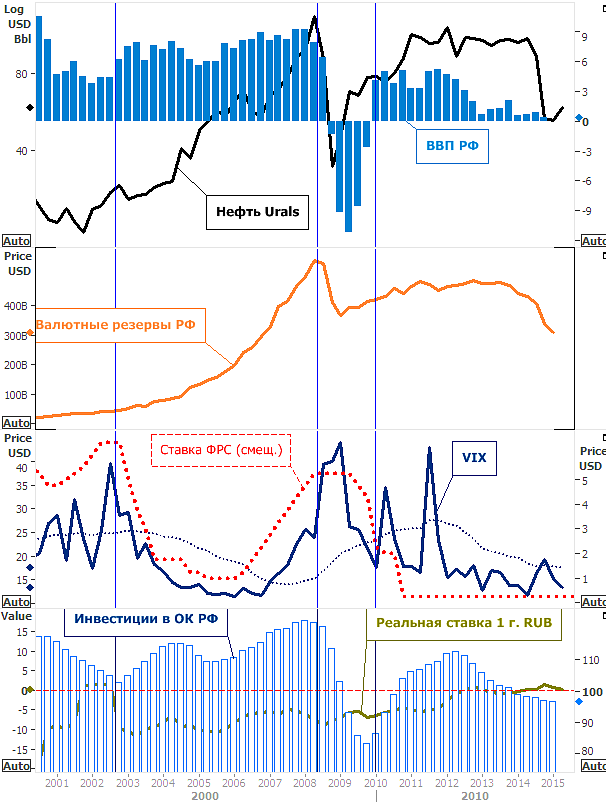 Log
USD
Bbl
9
6
80
3
0
ВВП РФ
-3
40
-6
Нефть Urals
-9
Auto
Auto
Price
USD
400B
Валютные резервы РФ
300B
200B
100B
Auto
Price
USD
Ставка ФРС (смещ.)
VIX
Price
USD
40
35
5
30
4
25
3
20
2
15
1
Auto
Auto
Value
Инвестиции в ОК РФ
Реальная ставка 1 г. RUB
15
10
110
5
0
100
-5
90
-10
-15
80
Auto
Auto
2001 2002 2003 2004 2005 2006 2007 2008 2009 2010 2011 2012 2013 2014 2015
2000 2010